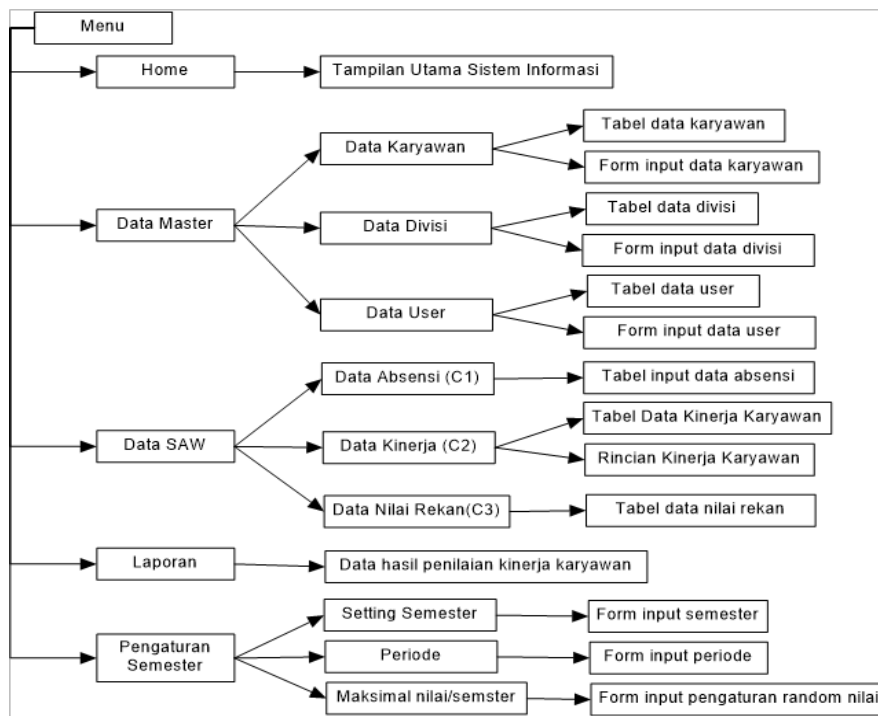 Menu
Home
Tampilan Utama Sistem Informasi
Data Master
Data Karyawan
Tabel data karyawan
Form input data karyawan
Data Divisi
Tabel data divisi
Form input data divisi
Data User
Tabel data user
Form input data user
Data SAW
Data Absensi (C1)
Tabel input data absensi
Data Kinerja (C2)
Tabel Data Kinerja Karyawan
Rincian Kinerja Karyawan
Data Nilai Rekan(C3)
Tabel data nilai rekan
Laporan
Data hasil penilaian kinerja karyawan
Pengaturan
Semester
Setting Semester
Form input semester
Periode
Form input periode
Maksimal nilai/semster
Form input pengaturan random nilai